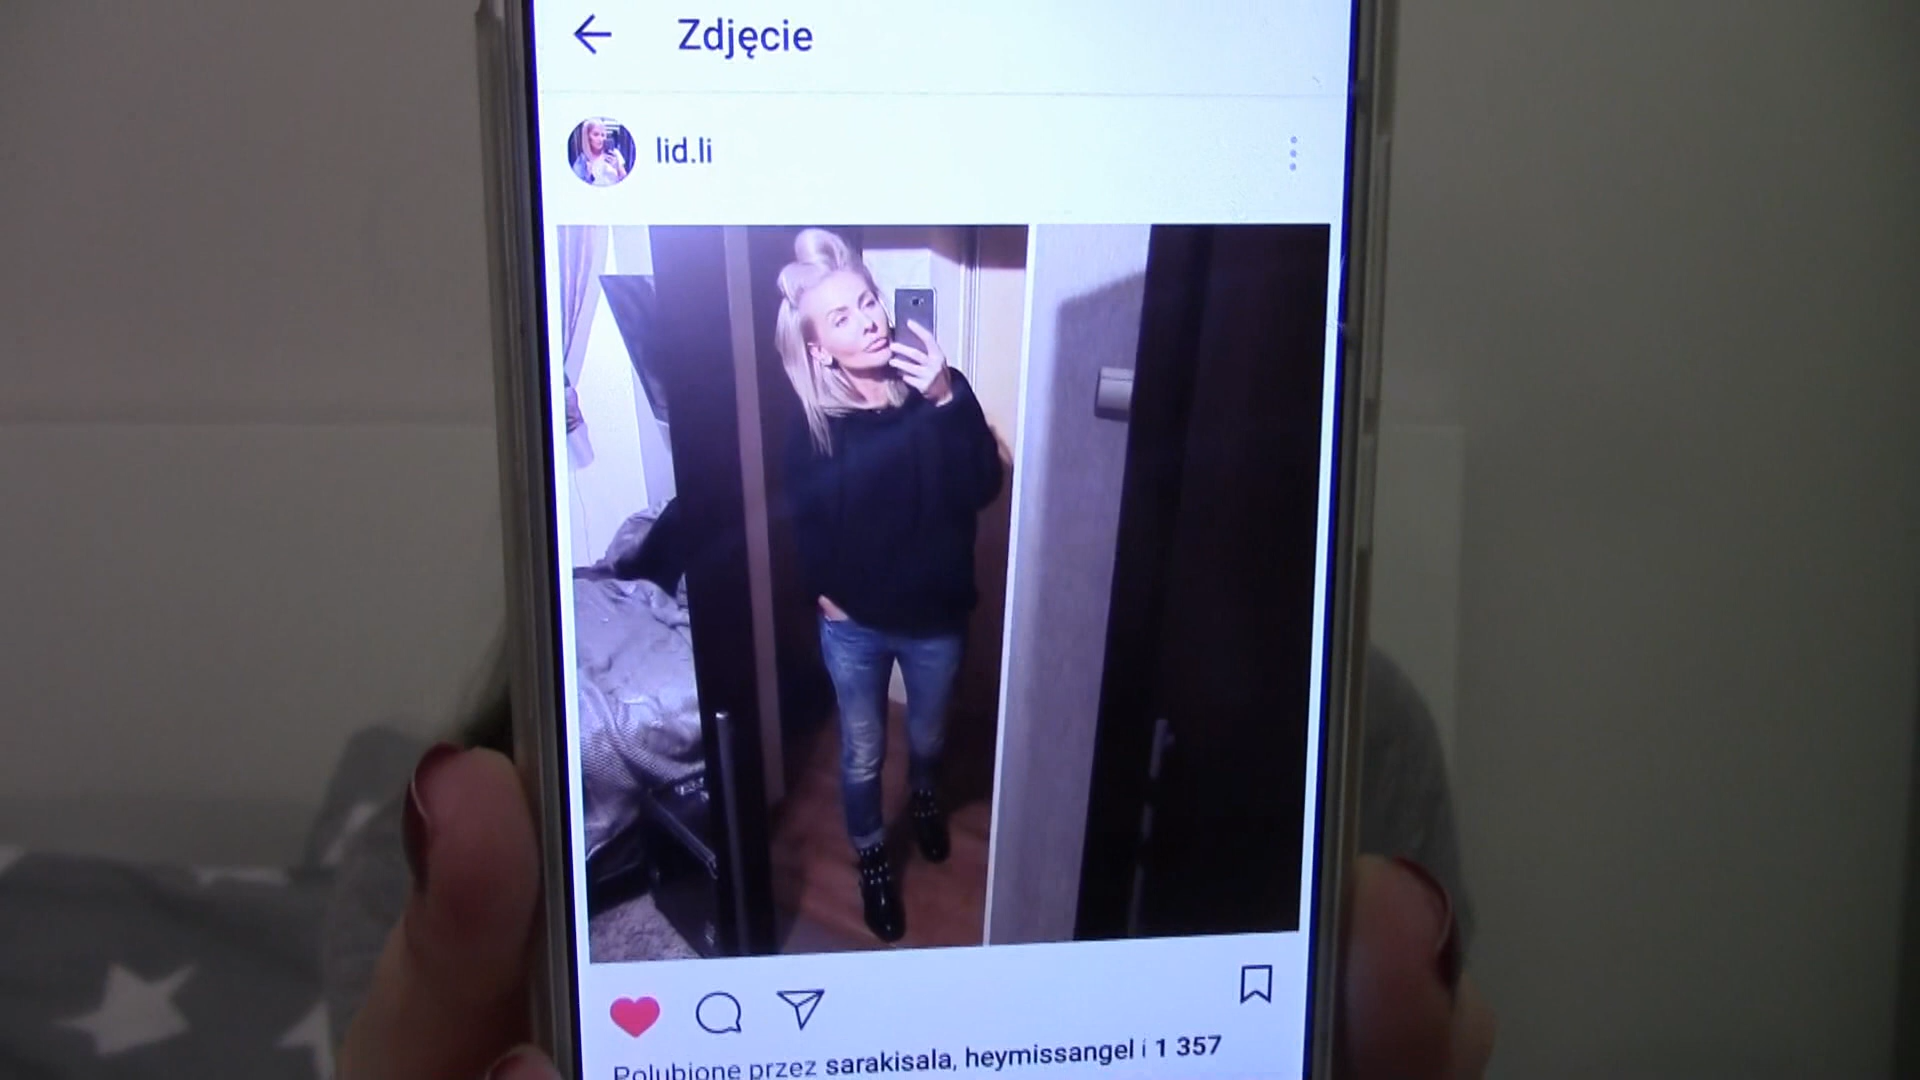 Zdjęcie
lid.li
Polubione przez sarakisala, heymissangel i 1 357